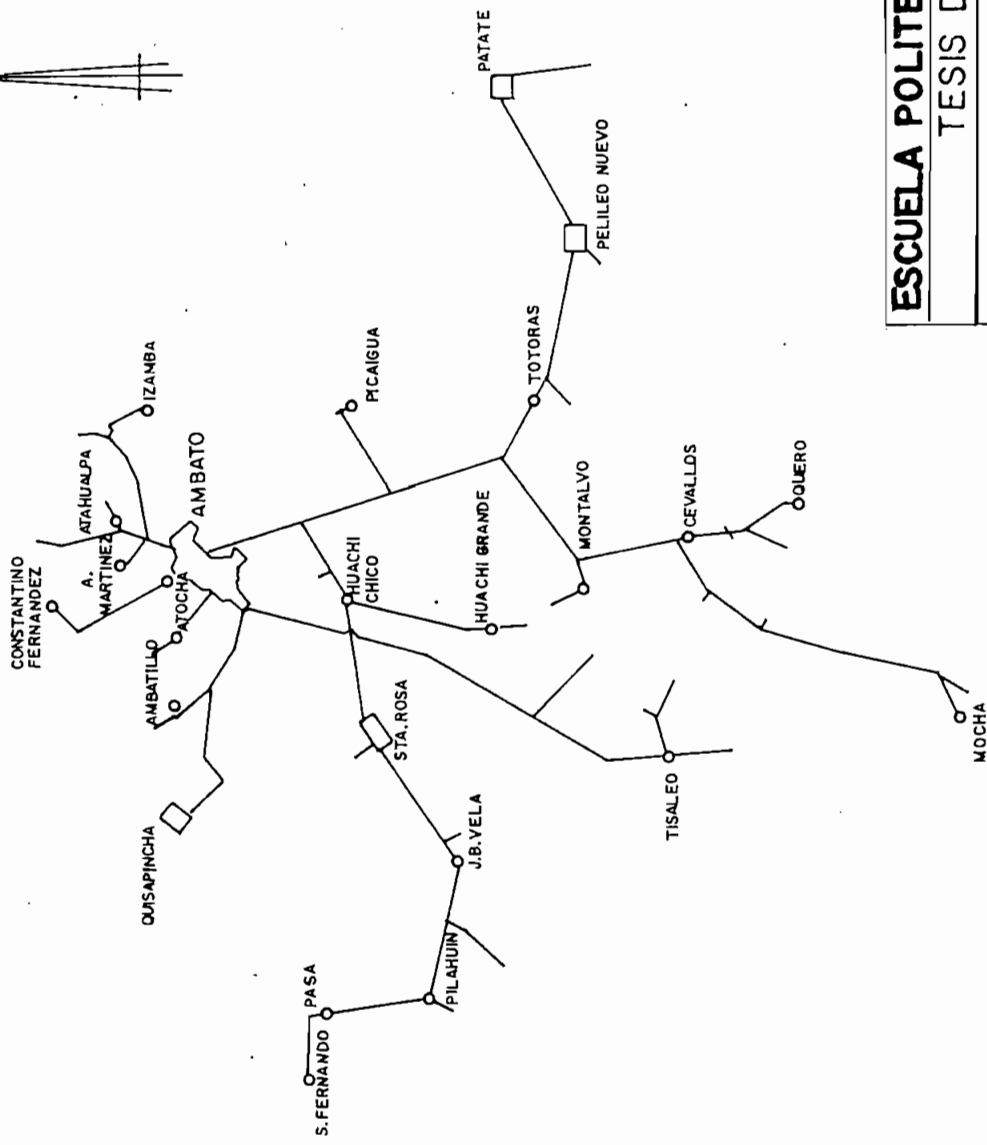 PATATE
PELILEO NUEVO
CONSTANTINO
FERNANDEZ
IZAMBA
ATAHUALPA
A.
MARTINEZ
AMBATO
ATOCHA
AMBATILLO
PICAIGUA
TOTORAS
QUISAPINCHA
HUACHI
CHICO
HUACHI GRANDE
MONTALVO
CEVALLOS
QUERO
STA. ROSA
J.B. VELA
TISALEO
MOCHA
PASA
PILAHUIN
S. FERNANDO
ESCUELA POLITE
TESIS D